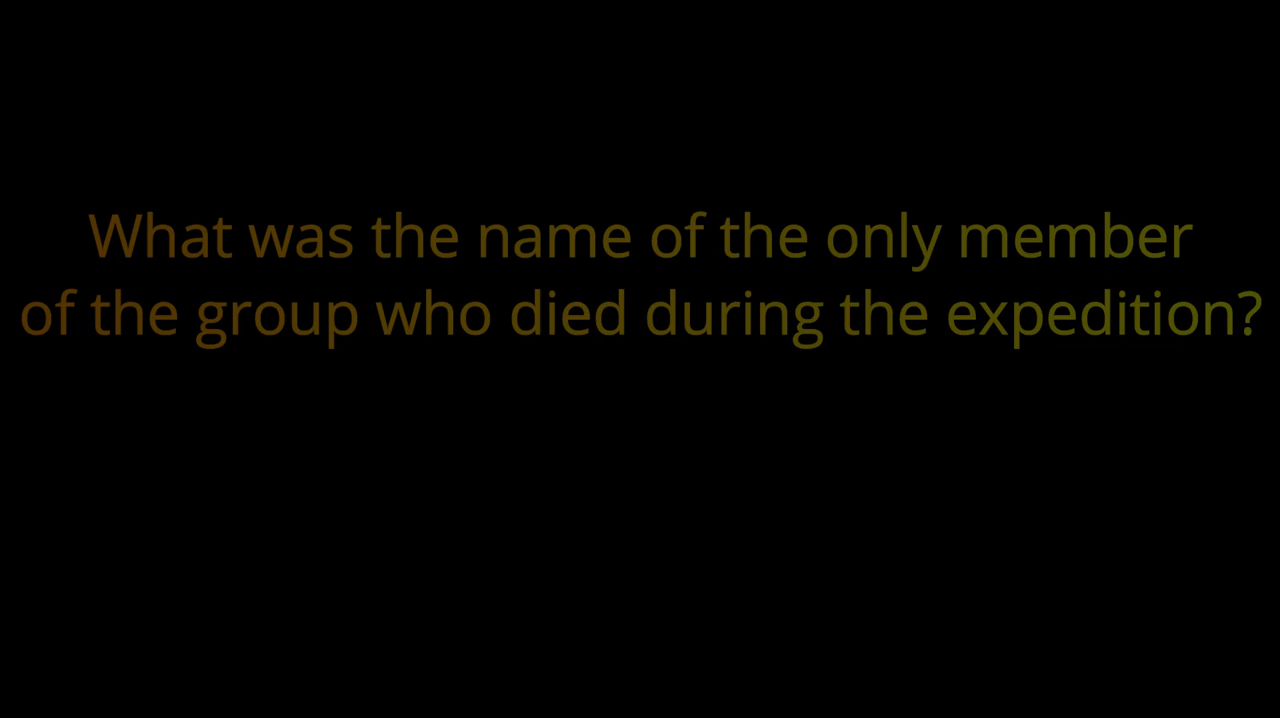 What was the name of the only member
of the group who died during the expedition?